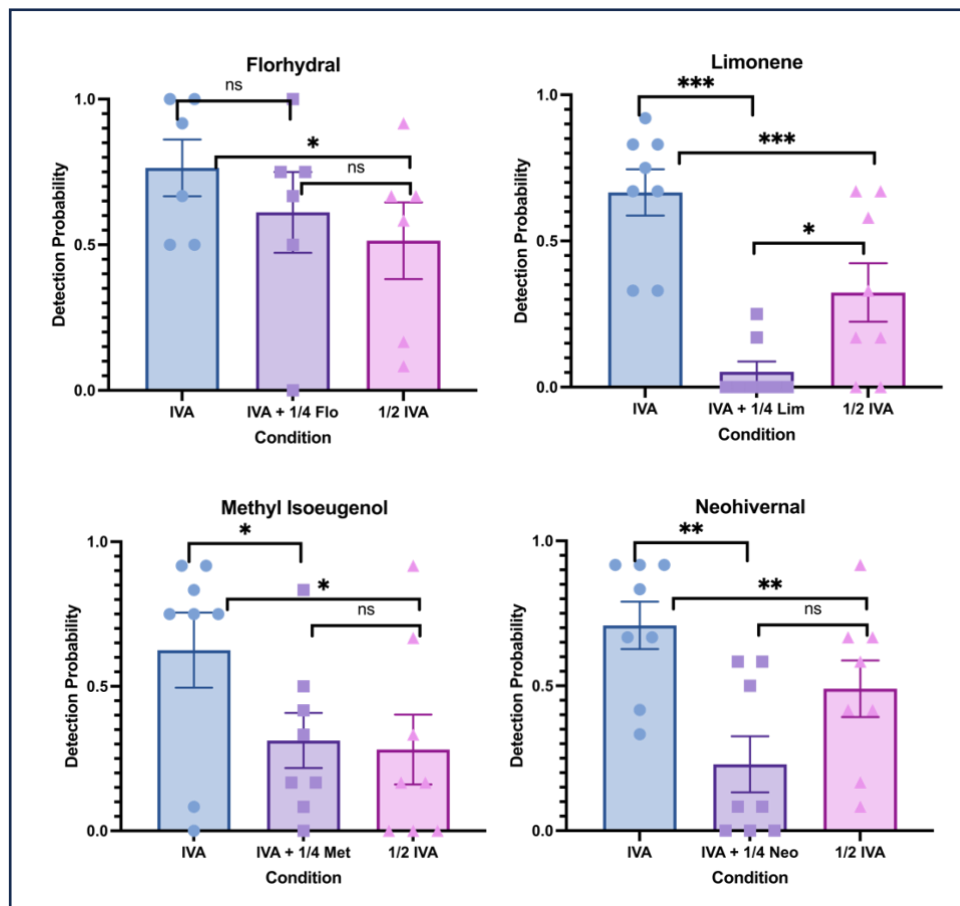 Florhydral
ns
*
ns
1.0
0.5
0.0
Detection Probability
IVA
IVA + 1/4 Flo
1/2 IVA
Condition
Limonene
***
***
*
1.0
0.5
0.0
Detection Probability
IVA
IVA + 1/4 Lim
1/2 IVA
Condition
Methyl Isoeugenol
*
*
ns
1.0
0.5
0.0
Detection Probability
IVA
IVA + 1/4 Met
1/2 IVA
Condition
Neohivernal
**
**
ns
1.0
0.5
0.0
Detection Probability
IVA
IVA + 1/4 Neo
1/2 IVA
Condition